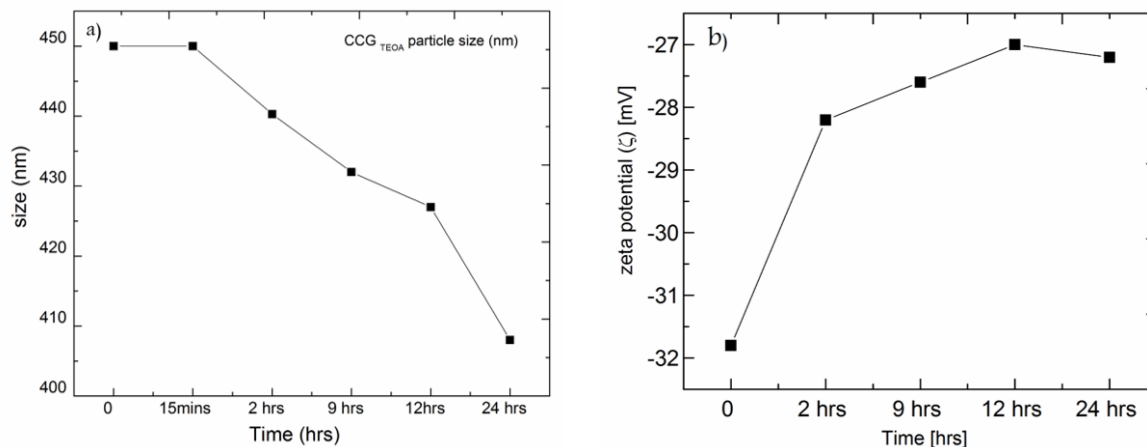 a)
CCG TEOA particle size (nm)
450
440
430
420
410
400
size (nm)
0 15mins 2 hrs 9 hrs 12hrs 24 hrs
Time (hrs)
b)
-27
-28
-29
-30
-31
-32
zeta potential (ζ) [mV]
0 2 hrs 9 hrs 12 hrs 24 hrs
Time [hrs]